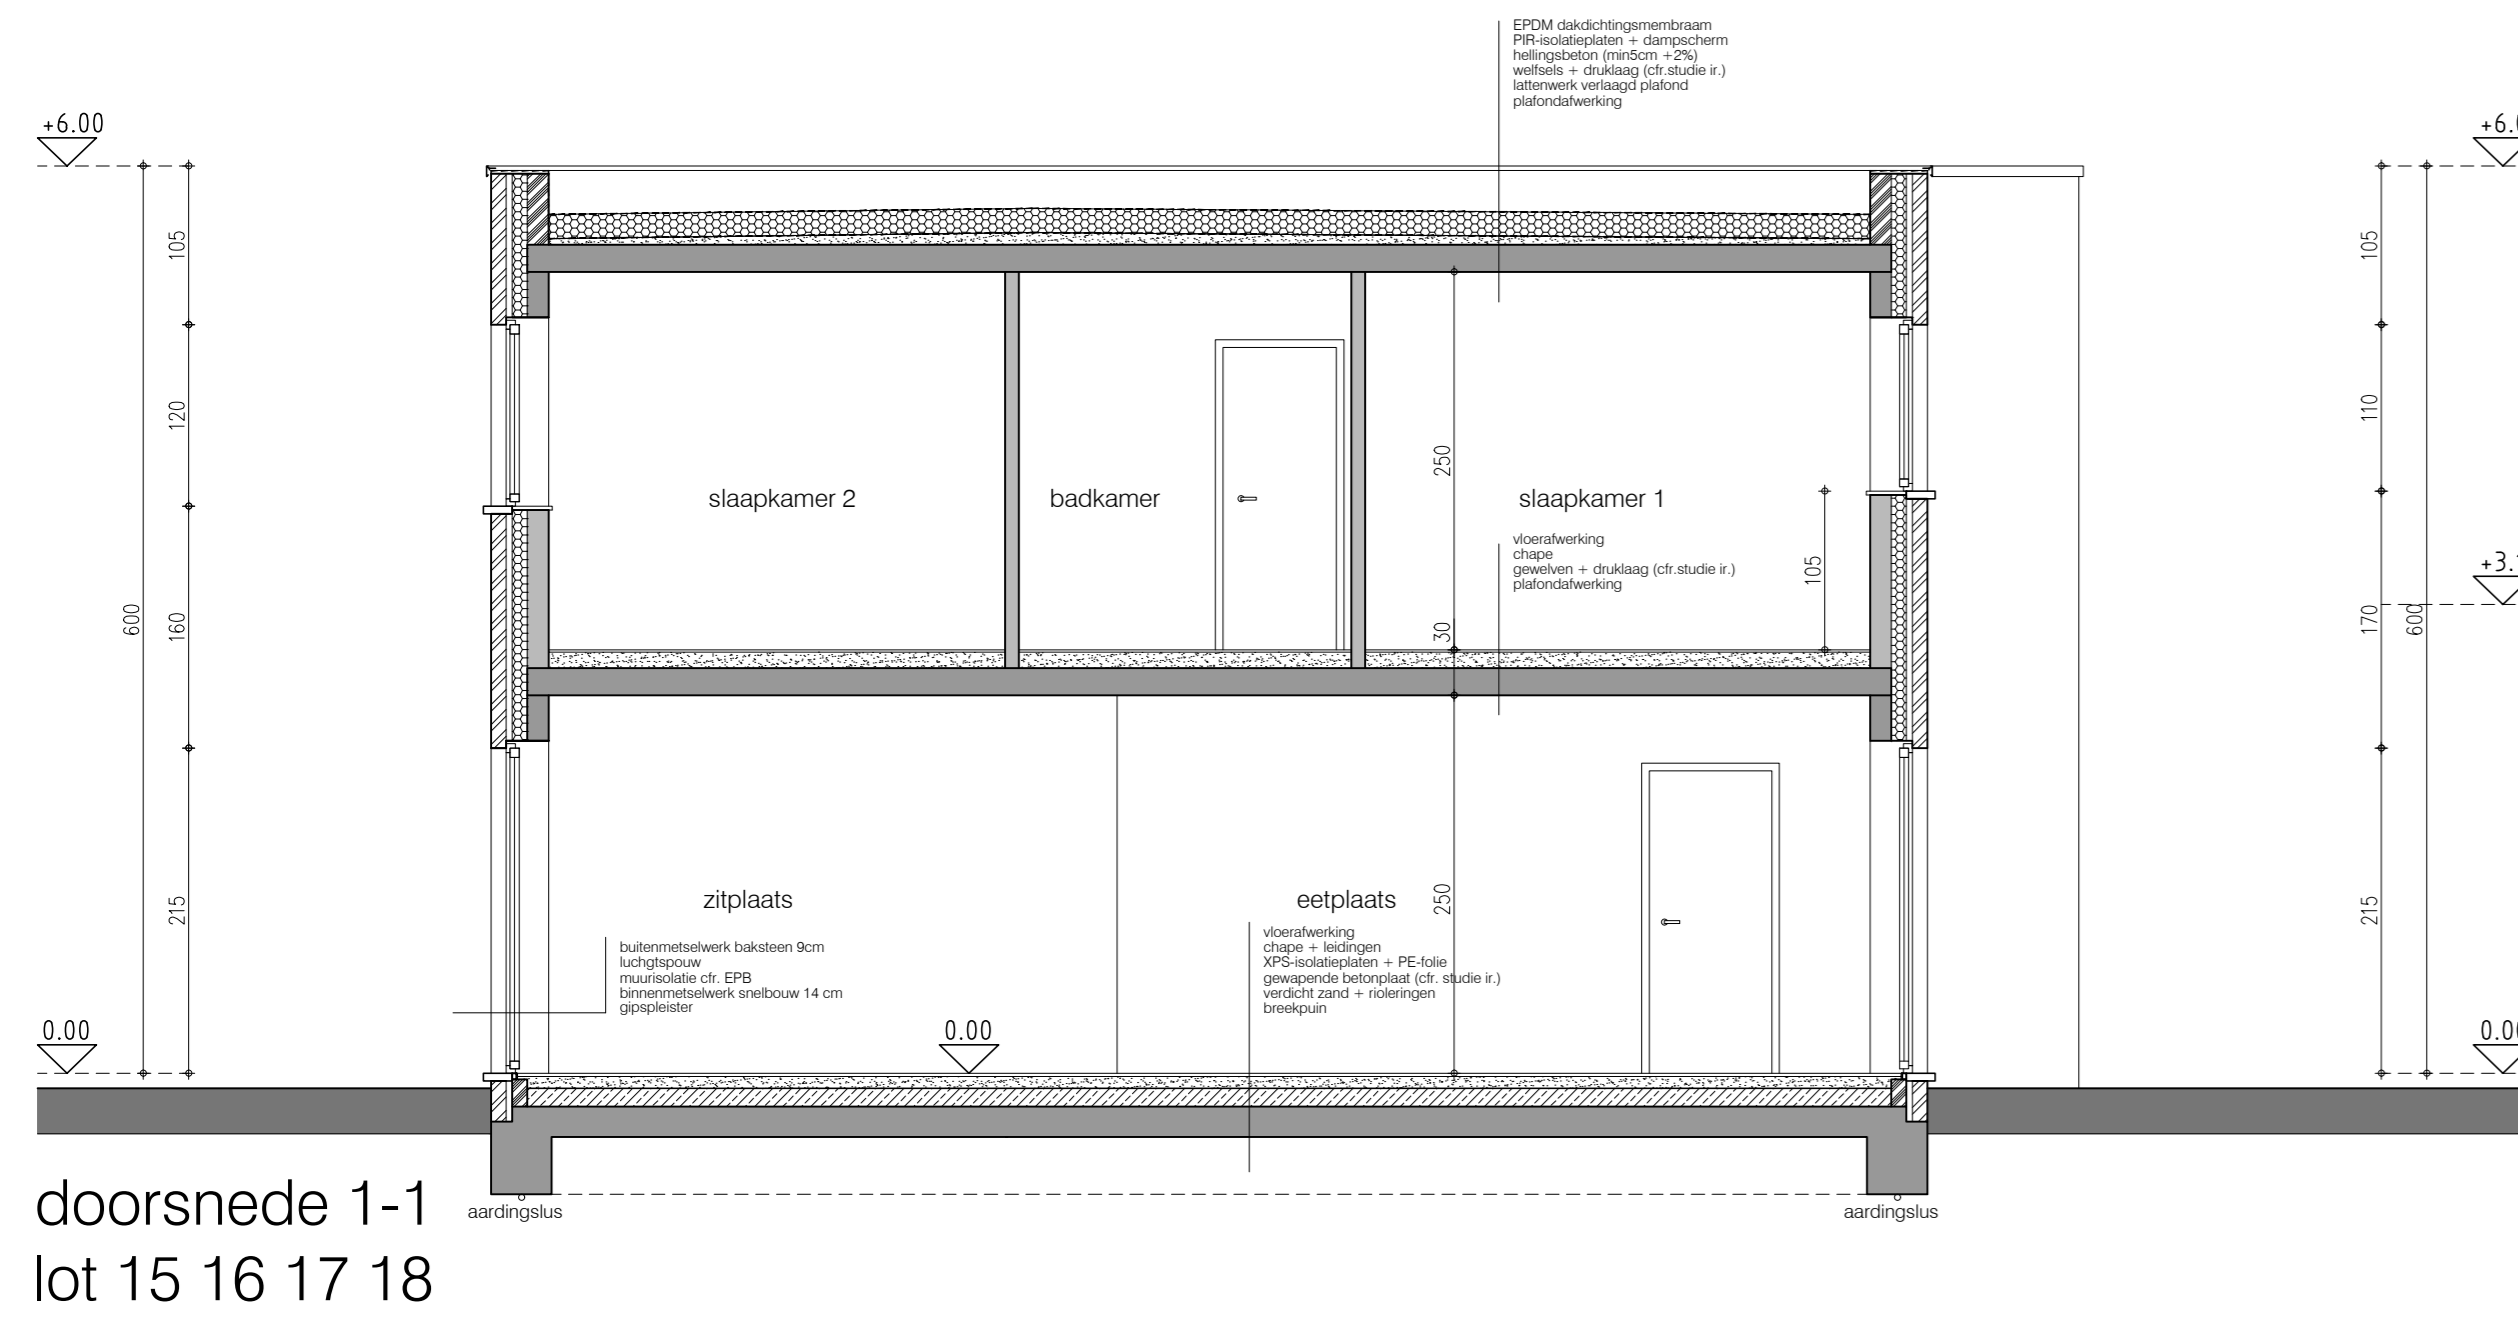 EPDM dakdichtingsmembraam
PIR-isolatieplaten + dampscherm
hellingsbeton (min5cm +2%)
welfsels + druklaag (cfr.studie ir.)
lattenwerk verlaagd plafond
plafondafwerking
+6.00
105
120
600
160
215
0.00
slaapkamer 2
badkamer
250
slaapkamer 1
vloerafwerking
chape
gewelven + druklaag (cfr.studie ir.)
plafondafwerking
105
30
zitplaats
buitenmetselwerk baksteen 9cm
luchgtspouw
muurisolatie cfr. EPB
binnenmetselwerk snelbouw 14 cm
gipspleister
0.00
eetplaats
250
vloerafwerking
chape + leidingen
XPS-isolatieplaten + PE-folie
gewapende betonplaat (cfr. studie ir.)
verdicht zand + rioleringen
breekpuin
105
110
170
600
215
aardingslus
aardingslus
doorsnede 1-1
lot 15 16 17 18